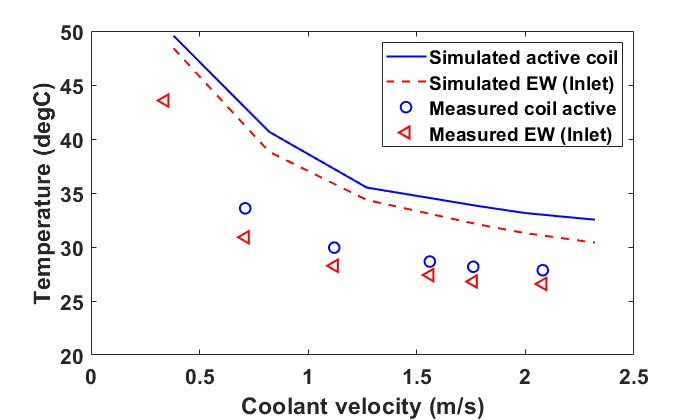 50
45
40
35
30
25
20
Temperature (degC)
Simulated active coil
Simulated EW (Inlet)
Measured coil active
Measured EW (Inlet)
0 0.5 1 1.5 2 2.5
Coolant velocity (m/s)